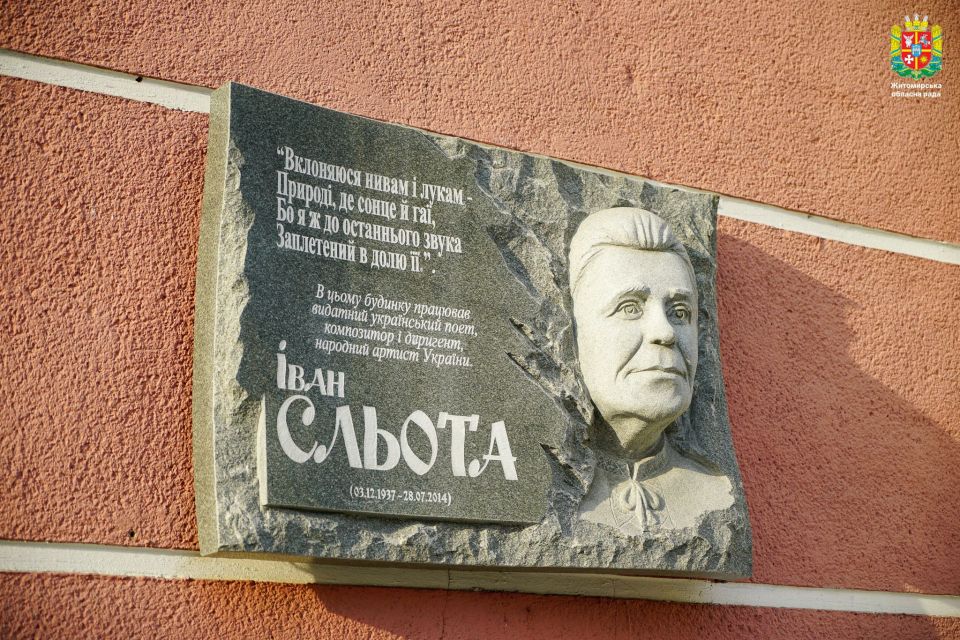 “Вклоняюся нивам і лукам -
Природі, де сонце й гаї,
Бо я ж до останнього звука
Заплетений в долю її.”.
В цьому будинку працював
видатний український поет,
композитор і диригент,
народний артист України.
іван
Сльота
(03.12.1937 - 28.07.2014)
Житомирська
обласна рада